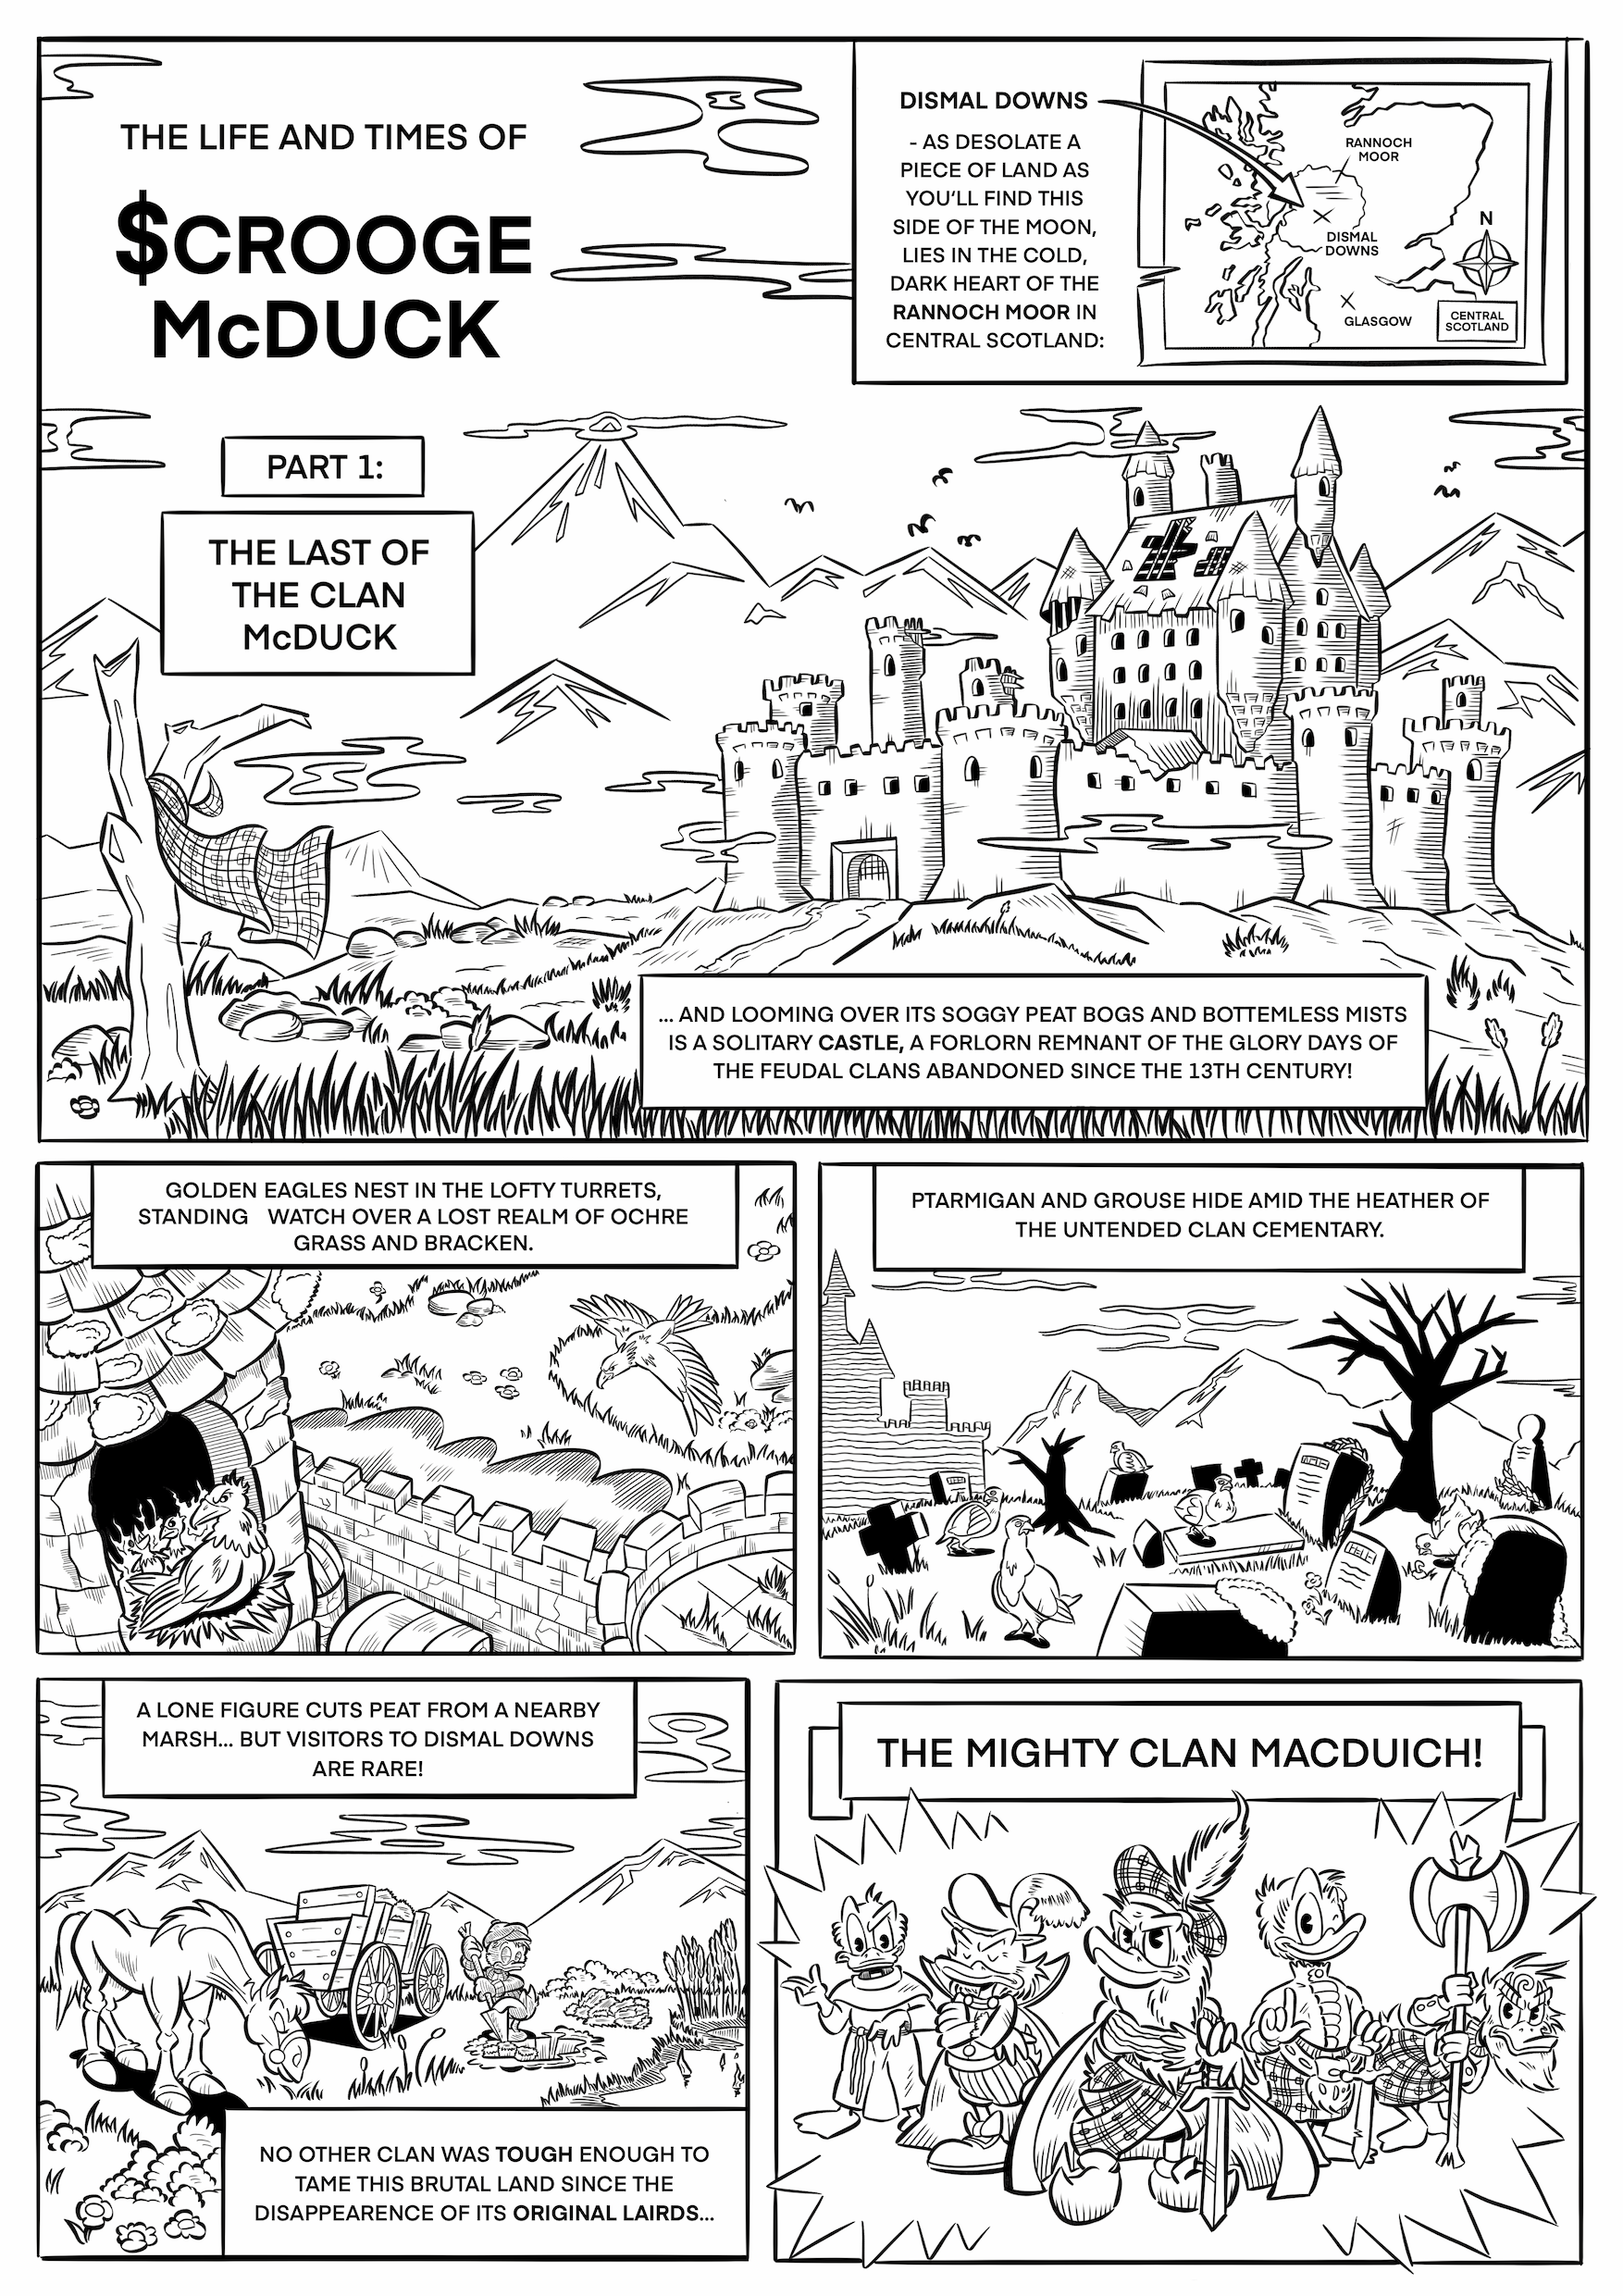 THE LIFE AND TIMES OF
$CROOGE
McDUCK
DISMAL DOWNS
- AS DESOLATE A
PIECE OF LAND AS
YOU'LL FIND THIS
SIDE OF THE MOON,
LIES IN THE COLD,
DARK HEART OF THE
RANNOCH MOOR IN
CENTRAL SCOTLAND:
RANNOCH
MOOR
DISMAL
DOWNS
N
GLASGOW
CENTRAL
SCOTLAND
PART 1:
THE LAST OF
THE CLAN
McDUCK
... AND LOOMING OVER ITS SOGGY PEAT BOGS AND BOTTEMLESS MISTS
IS A SOLITARY CASTLE, A FORLORN REMNANT OF THE GLORY DAYS OF
THE FEUDAL CLANS ABANDONED SINCE THE 13TH CENTURY!
GOLDEN EAGLES NEST IN THE LOFTY TURRETS,
STANDING WATCH OVER A LOST REALM OF OCHRE
GRASS AND BRACKEN.
PTARMIGAN AND GROUSE HIDE AMID THE HEATHER OF
THE UNTENDED CLAN CEMENTARY.
A LONE FIGURE CUTS PEAT FROM A NEARBY
MARSH... BUT VISITORS TO DISMAL DOWNS
ARE RARE!
NO OTHER CLAN WAS TOUGH ENOUGH TO
TAME THIS BRUTAL LAND SINCE THE
DISAPPEARENCE OF ITS ORIGINAL LAIRDS...
THE MIGHTY CLAN MACDUICH!